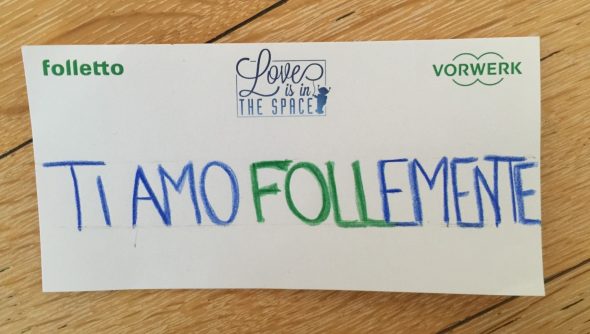 folletto
Love
is in
THE SPACE
VORWERK
TI AMO FOLLEMENTE